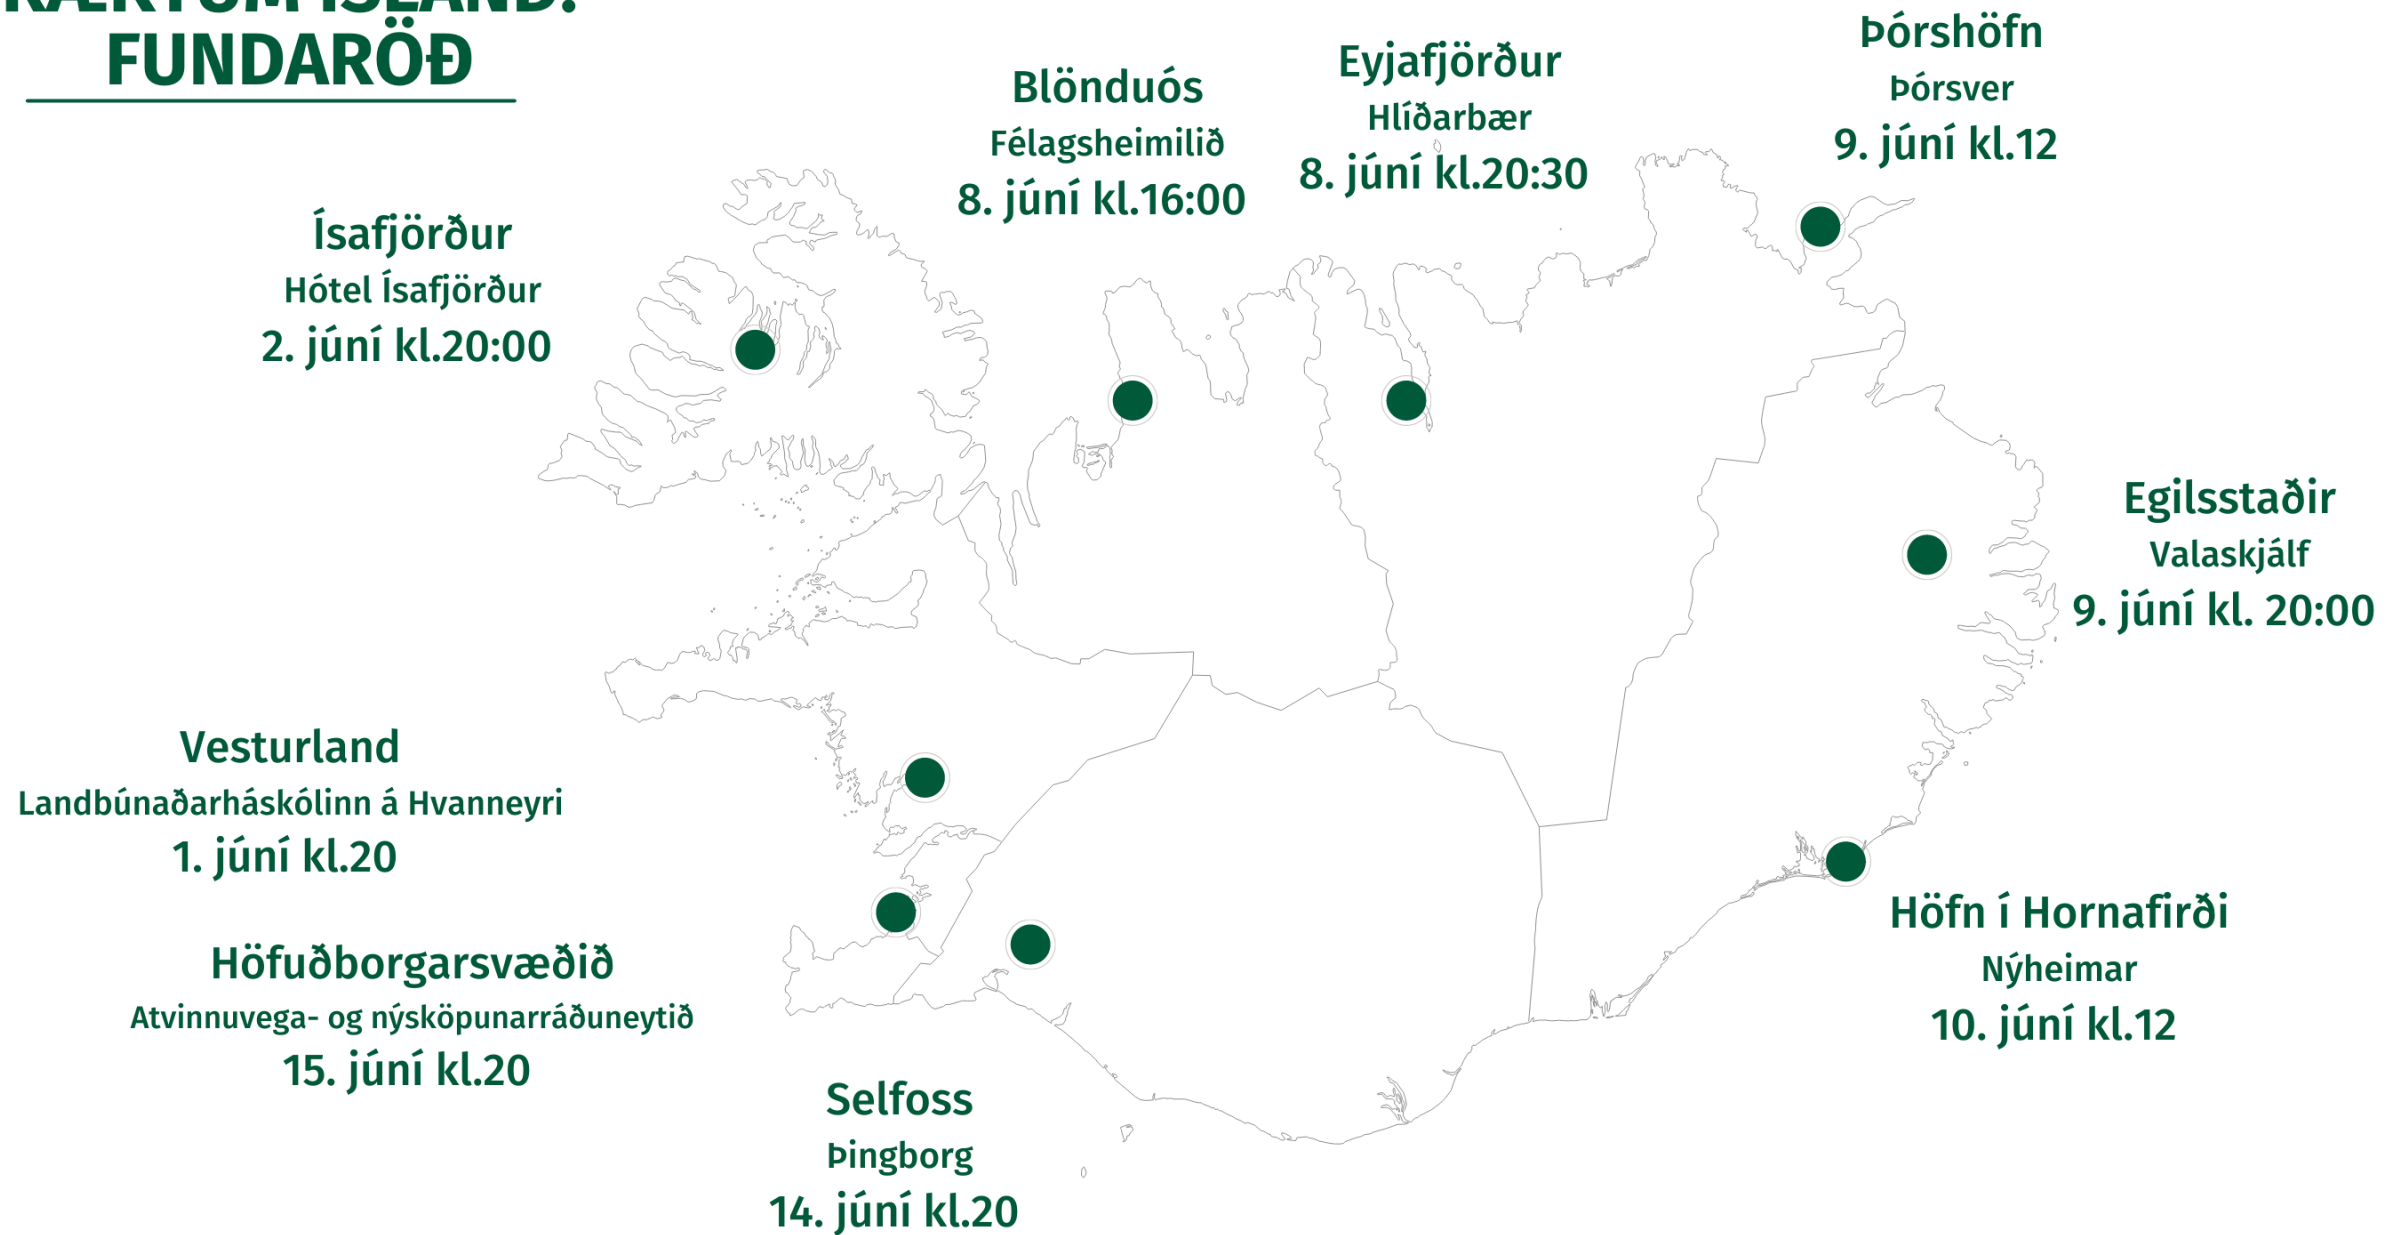 RÆKTUM ÍSLAND!
FUNDARÖÐ
Þórshöfn
Þórsver
9. júní kl.12
Eyjafjörður
Hlíðarbær
8. júní kl.20:30
Blönduós
Félagsheimilið
8. júní kl.16:00
Ísafjörður
Hótel Ísafjörður
2. júní kl.20:00
Egilsstaðir
Valaskjálf
9. júní kl. 20:00
Vesturland
Landbúnaðarháskólinn á Hvanneyri
1. júní kl.20
Höfn í Hornafirði
Nýheimar
10. júní kl.12
Höfuðborgarsvæðið
Atvinnuvega- og nýsköpunarráðuneytið
15. júní kl.20
Selfoss
Þingborg
14. júní kl.20